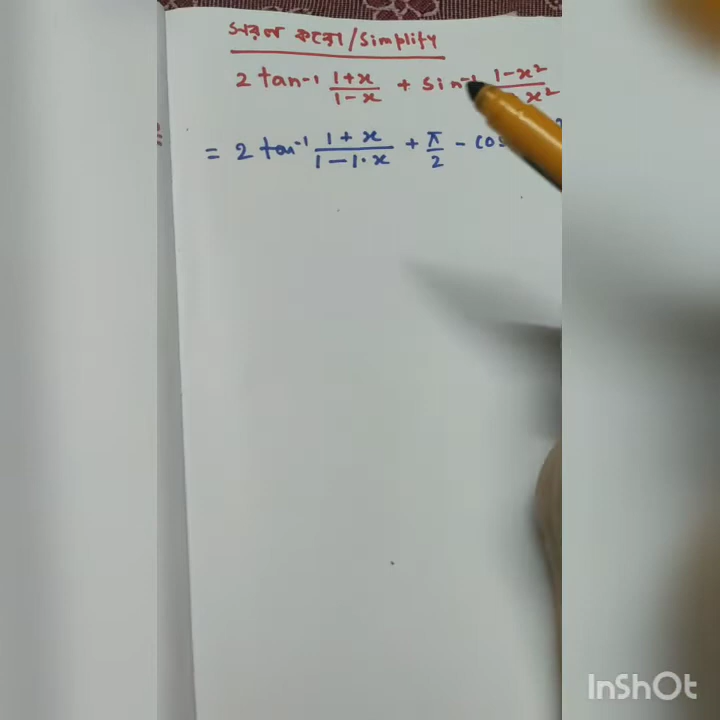 সরল করো/Simplify
2 tan⁻¹ (1+x)/(1-x) + sin⁻¹ (1-x²)/( x²)
= 2 tan⁻¹ (1+x)/(1-1·x) + π/2 - cos
InShOt